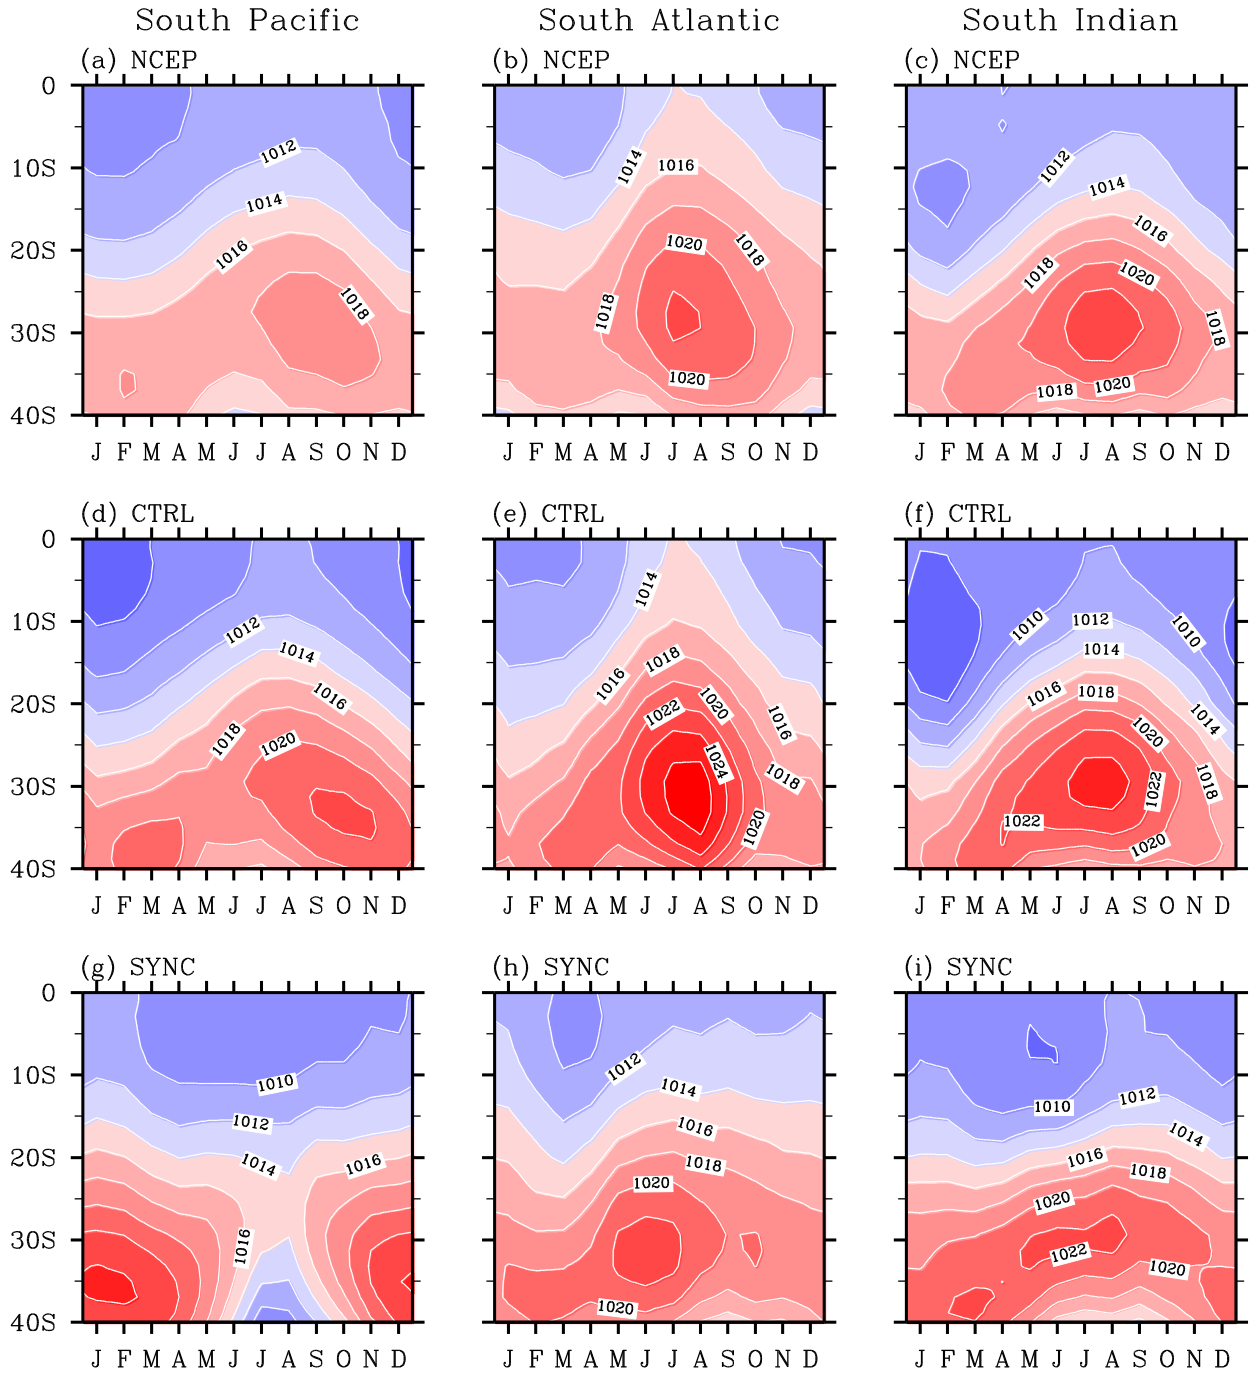 South Pacific South Atlantic South Indian
(a) NCEP (b) NCEP (c) NCEP
0
1012 1014 1016 1012
10S
1014 1014
1016 1020 1018 1016
20S
1018 1018 1018 1020
30S
1020 1018 1020 1018
40S
J F M A M J J A S O N D J F M A M J J A S O N D J F M A M J J A S O N D
(d) CTRL (e) CTRL (f) CTRL
0
1014
10S
1012 1014 1018 1010 1012 1010
1016 1016 1014
20S
1018 1020 1022 1020 1016 1016 1018 1014
1024 1018 1020
30S
1020 1022 1022 1018
40S
1020
J F M A M J J A S O N D J F M A M J J A S O N D J F M A M J J A S O N D
(g) SYNC (h) SYNC (i) SYNC
0
10S
1010 1012 1014 1010 1012
1012 1016 1014
20S
1014 1016 1018 1016 1018
1020 1020
30S
1016 1022 1020
40S
1020
J F M A M J J A S O N D J F M A M J J A S O N D J F M A M J J A S O N D